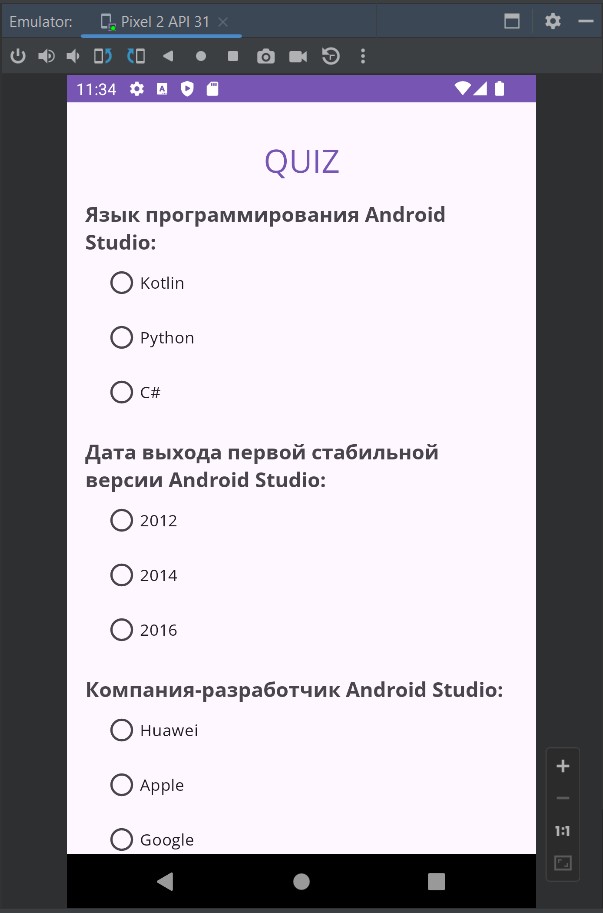 Emulator: Pixel 2 API 31
11:34
QUIZ
Язык программирования Android
Studio:
Kotlin
Python
C#
Дата выхода первой стабильной
версии Android Studio:
2012
2014
2016
Компания-разработчик Android Studio:
Huawei
Apple
Google
1:1